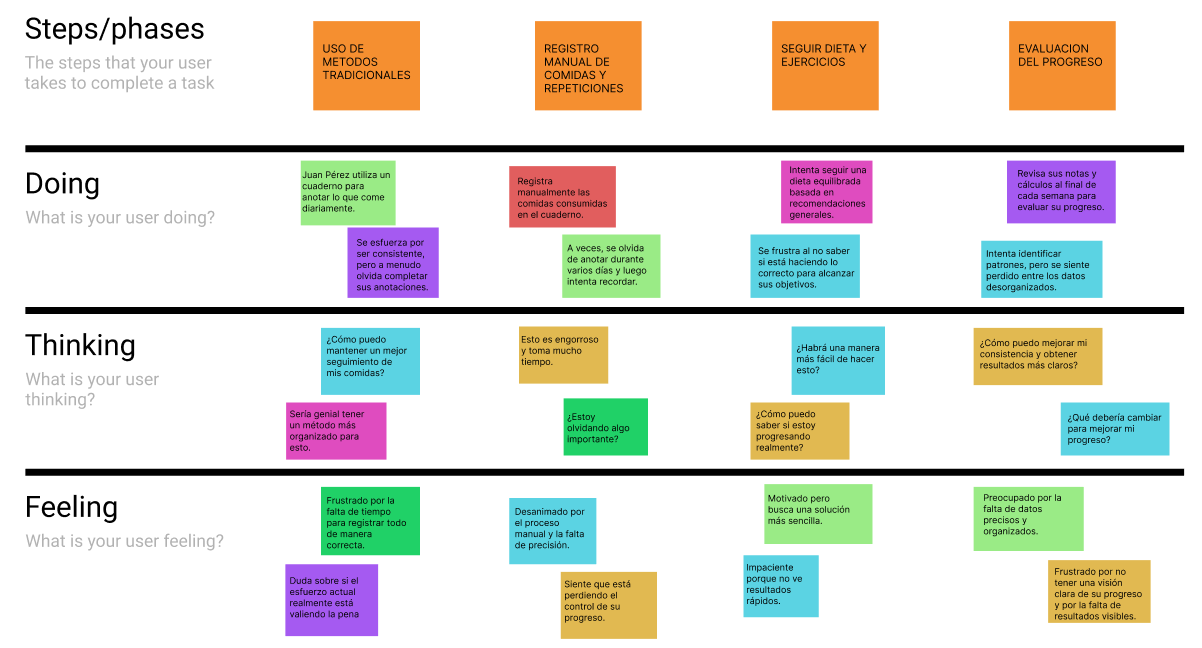 Steps/phases
The steps that your user
takes to complete a task
USO DE
METODOS
TRADICIONALES
REGISTRO
MANUAL DE
COMIDAS Y
REPETICIONES
SEGUIR DIETA Y
EJERCICIOS
EVALUACION
DEL PROGRESO
Doing
What is your user doing?
Juan Pérez utiliza un
cuaderno para
anotar lo que come
diariamente.
Se esfuerza por
ser consistente,
pero a menudo
olvida completar
sus anotaciones.
Registra
manualmente las
comidas consumidas
en el cuaderno.
A veces, se olvida
de anotar durante
varios días y luego
intenta recordar.
Intenta seguir una
dieta equilibrada
basada en
recomendaciones
generales.
Se frustra al no saber
si está haciendo lo
correcto para alcanzar
sus objetivos.
Revisa sus notas y
cálculos al final de
cada semana para
evaluar su progreso.
Intenta identificar
patrones, pero se siente
perdido entre los datos
desorganizados.
Thinking
What is your user
thinking?
¿Cómo puedo
mantener un mejor
seguimiento de
mis comidas?
Sería genial tener
un método más
organizado para
esto.
Esto es engorroso
y toma mucho
tiempo.
¿Estoy
olvidando algo
importante?
¿Habrá una manera
más fácil de hacer
esto?
¿Cómo puedo
saber si estoy
progresando
realmente?
¿Cómo puedo mejorar mi
consistencia y obtener
resultados más claros?
¿Qué debería cambiar
para mejorar mi
progreso?
Feeling
What is your user feeling?
Frustrado por la
falta de tiempo
para registrar todo
de manera
correcta.
Duda sobre si el
esfuerzo actual
realmente está
valiendo la pena
Desanimado por
el proceso
manual y la falta
de precisión.
Siente que está
perdiendo el
control de su
progreso.
Motivado pero
busca una solución
más sencilla.
Impaciente
porque no ve
resultados
rápidos.
Preocupado por la
falta de datos
precisos y
organizados.
Frustrado por no
tener una visión
clara de su progreso
y por la falta de
resultados visibles.